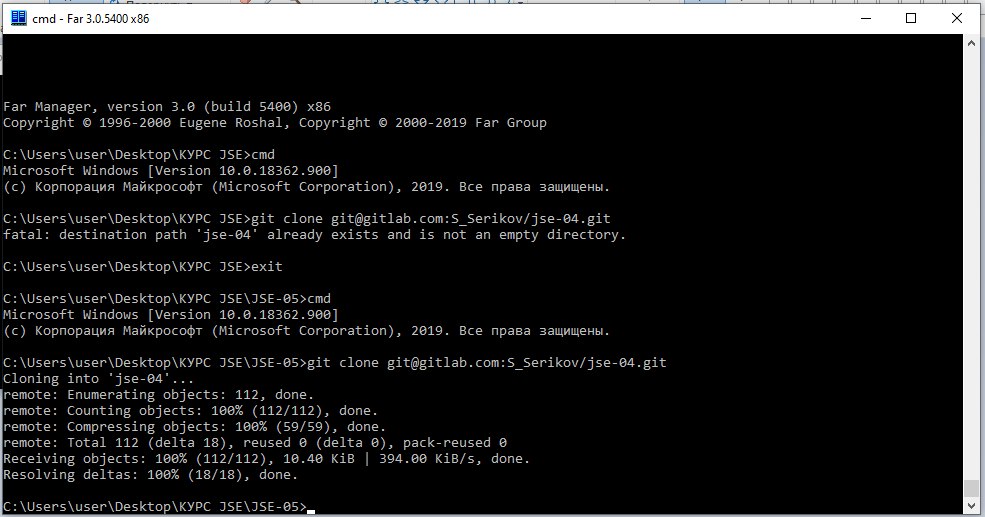 cmd - Far 3.0.5400 x86
Far Manager, version 3.0 (build 5400) x86
Copyright © 1996-2000 Eugene Roshal, Copyright © 2000-2019 Far Group
C:\Users\user\Desktop\КУРС JSE>cmd
Microsoft Windows [Version 10.0.18362.900]
(c) Корпорация Майкрософт (Microsoft Corporation), 2019. Все права защищены.
C:\Users\user\Desktop\КУРС JSE>git clone git@gitlab.com:S_Serikov/jse-04.git
fatal: destination path 'jse-04' already exists and is not an empty directory.
C:\Users\user\Desktop\КУРС JSE>exit
C:\Users\user\Desktop\КУРС JSE\JSE-05>cmd
Microsoft Windows [Version 10.0.18362.900]
(c) Корпорация Майкрософт (Microsoft Corporation), 2019. Все права защищены.
C:\Users\user\Desktop\КУРС JSE\JSE-05>git clone git@gitlab.com:S_Serikov/jse-04.git
Cloning into 'jse-04'...
remote: Enumerating objects: 112, done.
remote: Counting objects: 100% (112/112), done.
remote: Compressing objects: 100% (59/59), done.
remote: Total 112 (delta 18), reused 0 (delta 0), pack-reused 0
Receiving objects: 100% (112/112), 10.40 KiB | 394.00 KiB/s, done.
Resolving deltas: 100% (18/18), done.
C:\Users\user\Desktop\КУРС JSE\JSE-05>